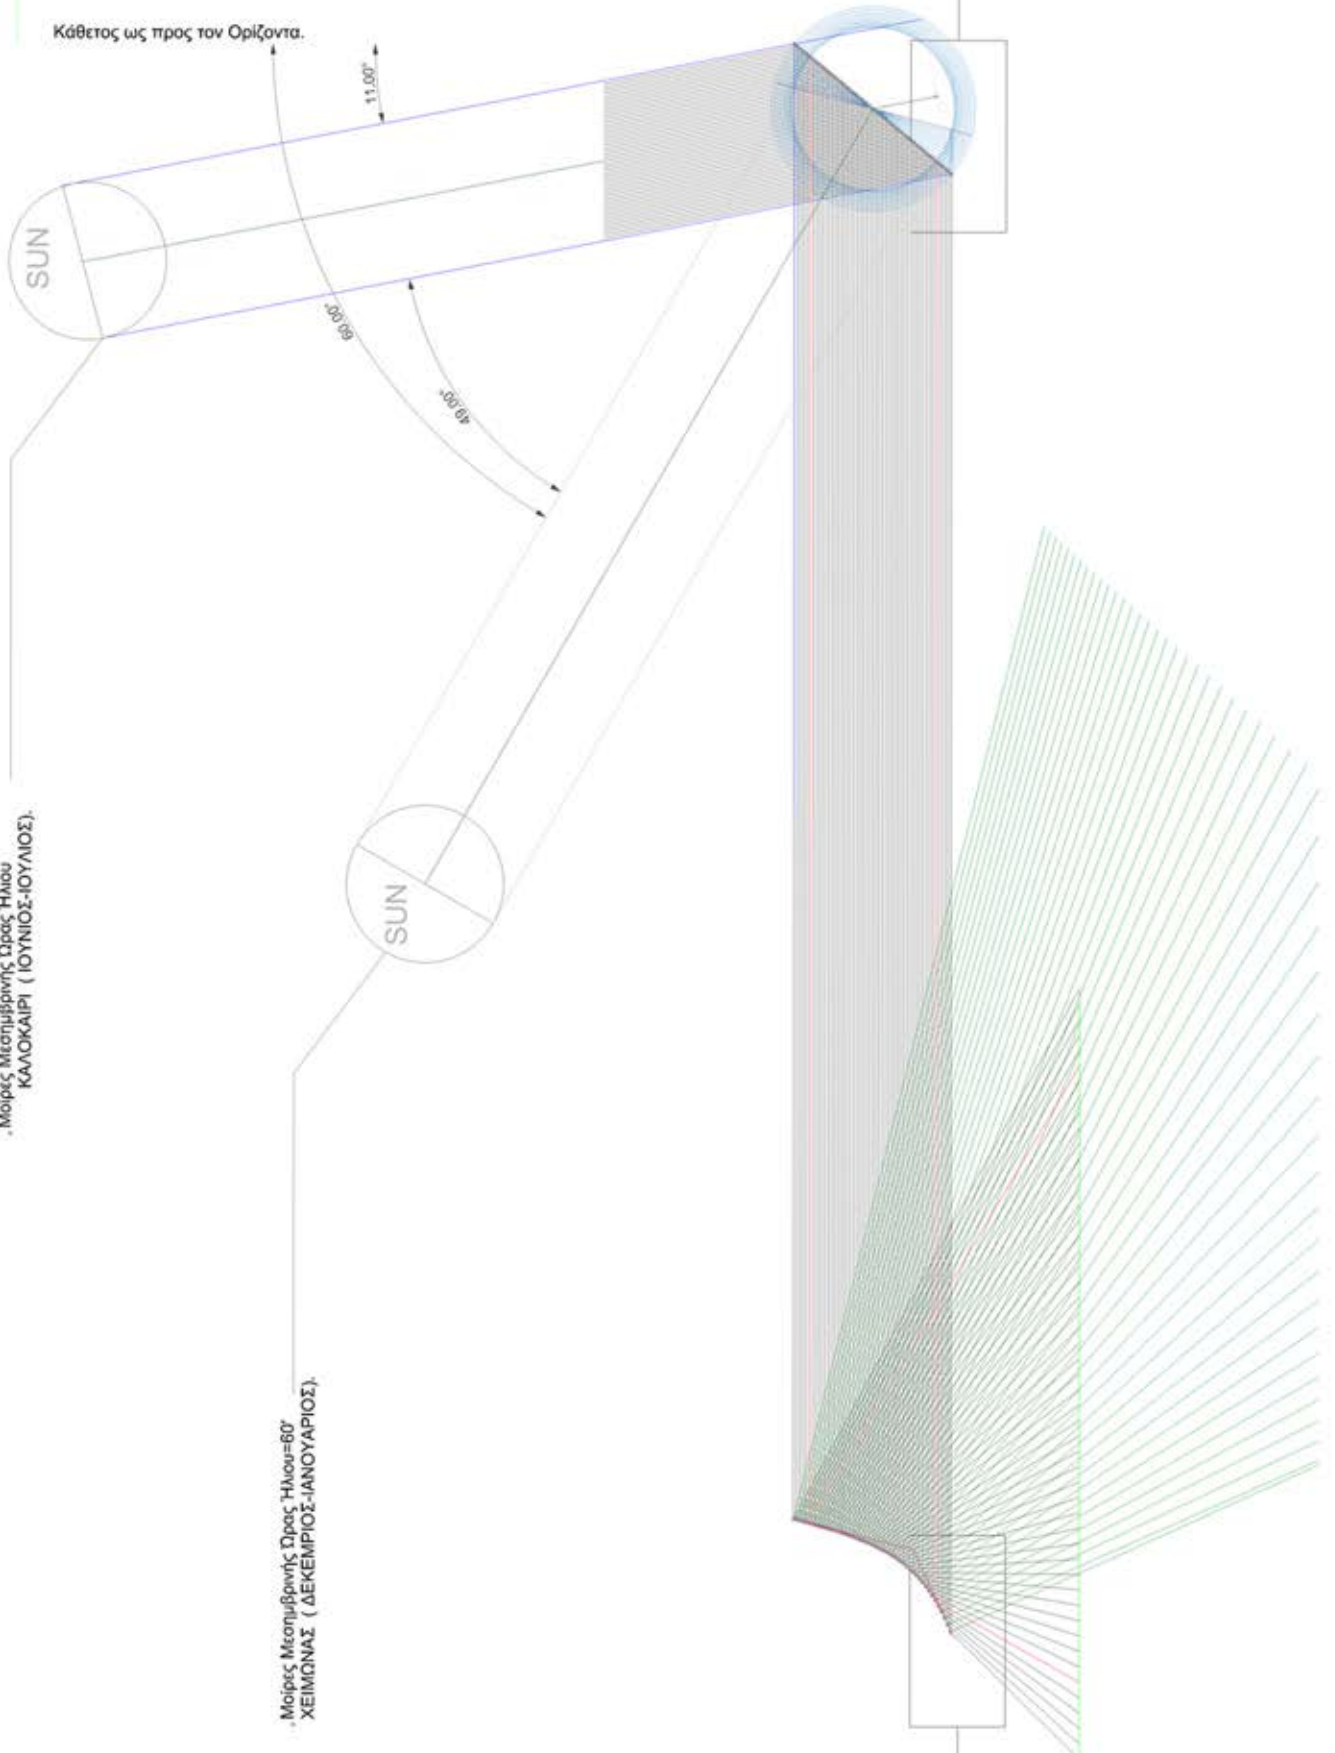 Κάθετος ως προς τον Ορίζοντα.
11.00°
60.00°
49.00°
SUN
SUN
Μοίρες Μεσημβρινής Ώρας Ήλιου
ΚΑΛΟΚΑΙΡΙ ( ΙΟΥΝΙΟΣ-ΙΟΥΛΙΟΣ).
Μοίρες Μεσημβρινής Ώρας Ήλιου=60°
ΧΕΙΜΩΝΑΣ ( ΔΕΚΕΜΡΙΟΣ-ΙΑΝΟΥΑΡΙΟΣ).